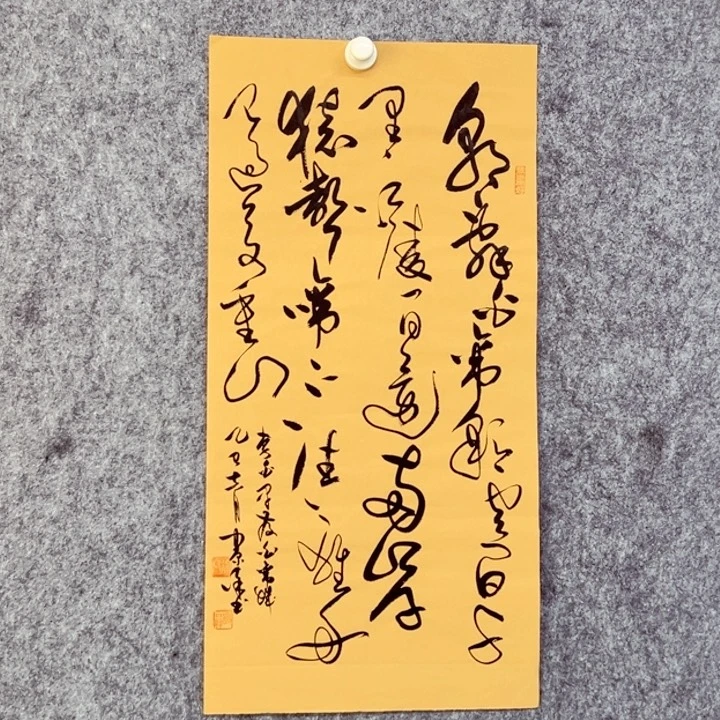 朝辭白帝彩雲間千
里江陵一日還兩岸
猿聲啼不住輕舟
已過萬重山